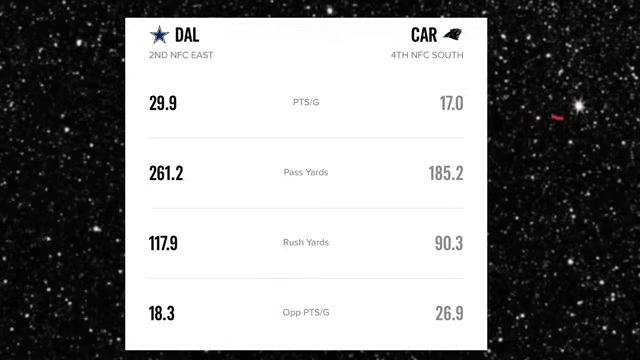 DAL CAR
2ND NFC EAST 4TH NFC SOUTH
29.9 PTS/G 17.0
261.2 Pass Yards 185.2
117.9 Rush Yards 90.3
18.3 Opp PTS/G 26.9